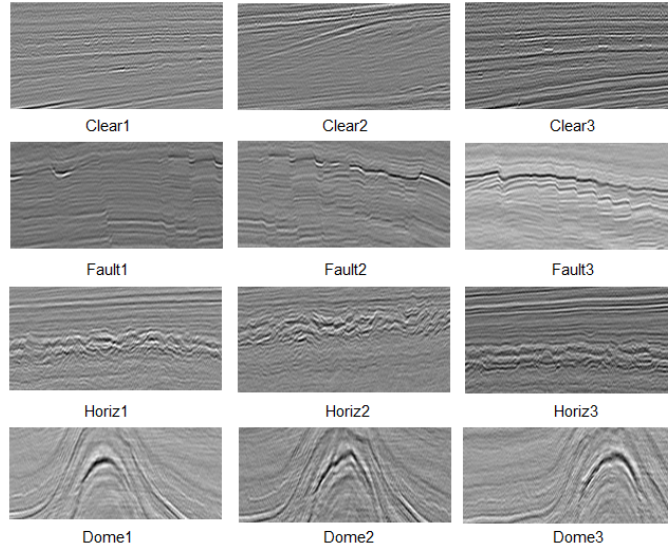 Clear1 Clear2 Clear3
Fault1 Fault2 Fault3
Horiz1 Horiz2 Horiz3
Dome1 Dome2 Dome3